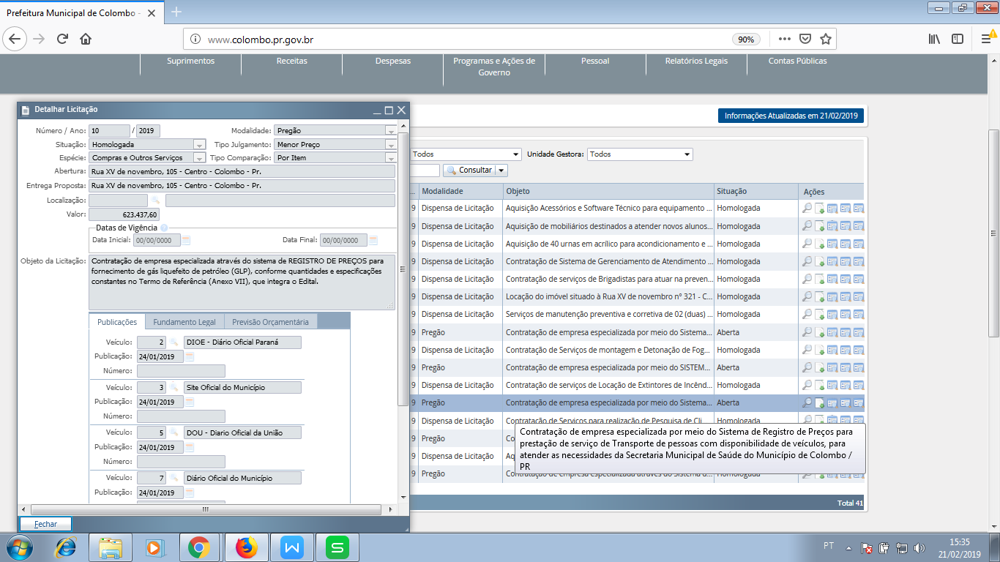 Prefeitura Municipal de Colombo -
www.colombo.pr.gov.br
90%
Suprimentos
Receitas
Despesas
Programas e Ações de
Governo
Pessoal
Relatórios Legais
Contas Públicas
Informações Atualizadas em 21/02/2019
Detalhar Licitação
Número / Ano: 10 / 2019 Modalidade: Pregão
Situação: Homologada Tipo Julgamento: Menor Preço
Espécie: Compras e Outros Serviços Tipo Comparação: Por Item
Abertura: Rua XV de novembro, 105 - Centro - Colombo - Pr.
Entrega Proposta: Rua XV de novembro, 105 - Centro - Colombo - Pr.
Localização:
Valor: 623.437,60
Datas de Vigência
Data Inicial: 00/00/0000 Data Final: 00/00/0000
Objeto da Licitação: Contratação de empresa especializada através do sistema de REGISTRO DE PREÇOS para
fornecimento de gás liquefeito de petróleo (GLP), conforme quantidades e especificações
constantes no Termo de Referência (Anexo VII), que integra o Edital.
Publicações Fundamento Legal Previsão Orçamentária
Veículo: 2 DIOE - Diário Oficial Paraná
Publicação: 24/01/2019
Número:
Veículo: 3 Site Oficial do Município
Publicação: 24/01/2019
Número:
Veículo: 5 DOU - Diario Oficial da União
Publicação: 24/01/2019
Número:
Veículo: 7 Diário Oficial do Município
Publicação: 24/01/2019
Fechar
Todos Unidade Gestora: Todos
Consultar
... Modalidade Objeto Situação Ações
9 Dispensa de Licitação Aquisição Acessórios e Software Técnico para equipamento ... Homologada
9 Dispensa de Licitação Aquisição de mobiliários destinados a atender novos alunos... Homologada
9 Dispensa de Licitação Aquisição de 40 urnas em acrílico para acondicionamento e ... Homologada
9 Dispensa de Licitação Contratação de Sistema de Gerenciamento de Atendimento ... Homologada
9 Dispensa de Licitação Contratação de serviços de Brigadistas para atuar na preven... Homologada
9 Dispensa de Licitação Locação do imóvel situado à Rua XV de novembro nº 321 - C... Homologada
9 Dispensa de Licitação Serviços de manutenção preventiva e corretiva de 02 (duas) ... Homologada
9 Pregão Contratação de empresa especializada por meio do Sistema... Aberta
9 Dispensa de Licitação Contratação de Serviços de montagem e Detonação de Fog... Homologada
9 Pregão Contratação de empresa especializada por meio do SISTEM... Aberta
9 Dispensa de Licitação Contratação de serviços de Locação de Extintores de Incênd... Homologada
9 Pregão Contratação de empresa especializada por meio do Sistema... Aberta
9 Dispensa de Licitação Contratação de Serviços para realização de Pesquisa de Cli... Homologada
9 Pregão Co
9 Dispensa de Licitação Aq
9 Pregão Contratação de Empresa especializada através do Sistema d... Homologada
Contratação de empresa especializada por meio do Sistema de Registro de Preços para
prestação de serviço de Transporte de pessoas com disponibilidade de veículos, para
atender as necessidades da Secretaria Municipal de Saúde do Município de Colombo /
PR
Total 41
PT
15:35
21/02/2019